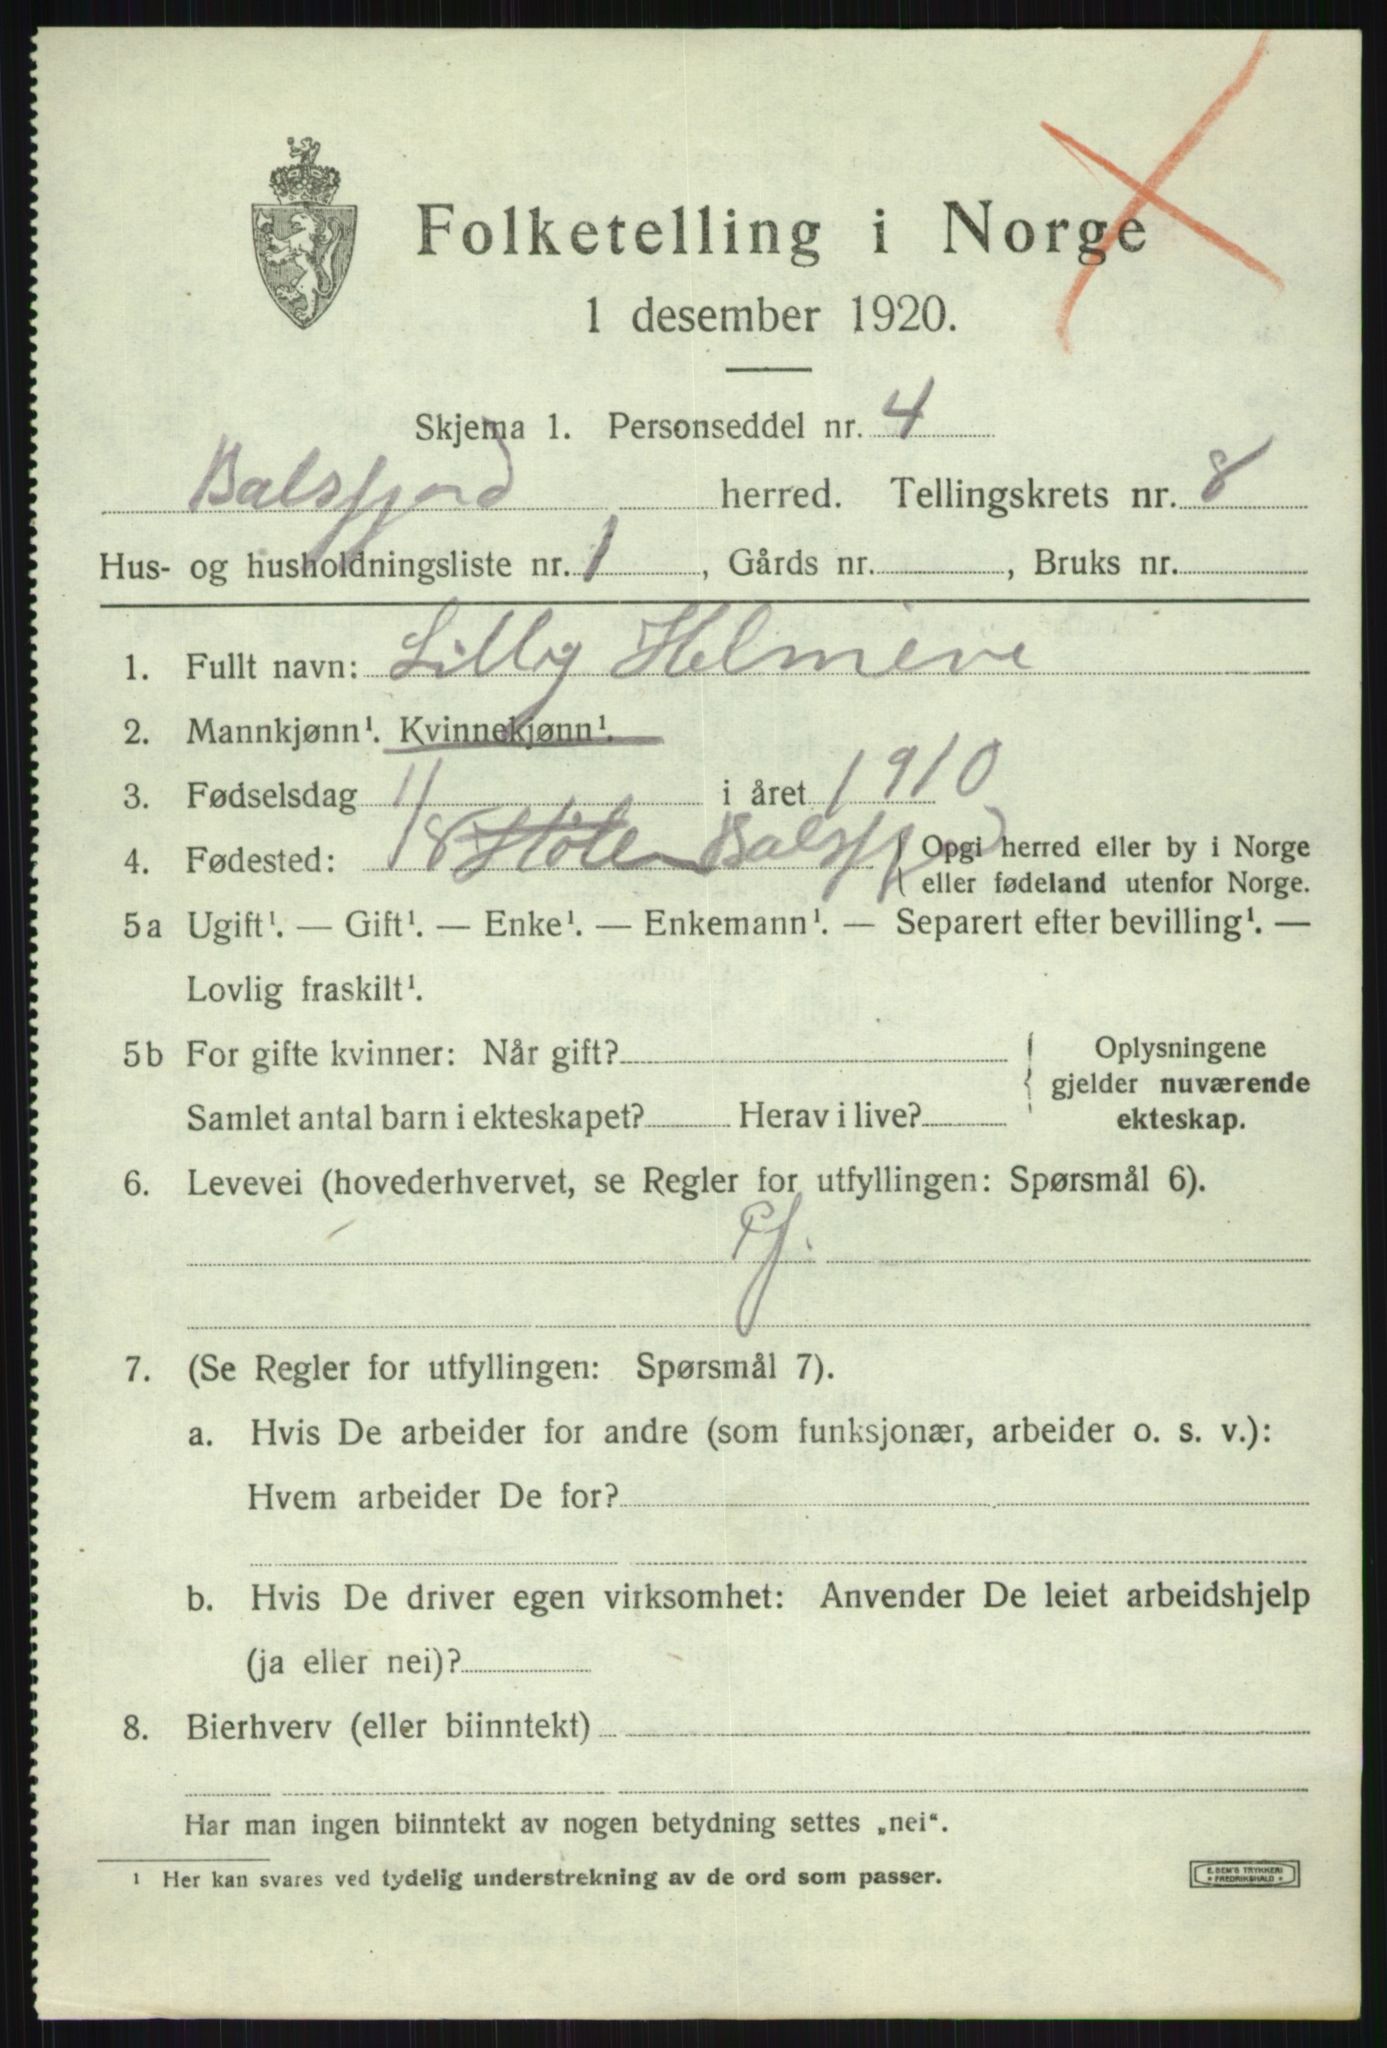 Folketelling i Norge
1 desember 1920.
Skjema 1. Personseddel nr. 4
Balsfjord herred. Tellingskrets nr. 8
Hus- og husholdningsliste nr. 1, Gårds nr. , Bruks nr.
1. Fullt navn: Lilly Helmine
2. Mannkjønn¹. Kvinnekjønn¹.
3. Fødselsdag 11/8 i året 1910
4. Fødested: Balsfjord Opgi herred eller by i Norge
eller fødeland utenfor Norge.
5a Ugift¹. — Gift¹. — Enke¹. — Enkemann¹. — Separert efter bevilling¹. —
Lovlig fraskilt¹.
5b For gifte kvinner: Når gift?
Samlet antal barn i ekteskapet? Herav i live?
Oplysningene
gjelder nuværende
ekteskap.
6. Levevei (hovederhvervet, se Regler for utfyllingen: Spørsmål 6).
7. (Se Regler for utfyllingen: Spørsmål 7).
a. Hvis De arbeider for andre (som funksjonær, arbeider o. s. v.):
Hvem arbeider De for?
b. Hvis De driver egen virksomhet: Anvender De leiet arbeidshjelp
(ja eller nei)?
8. Bierhverv (eller biinntekt)
Har man ingen biinntekt av nogen betydning settes „nei“.
¹ Her kan svares ved tydelig understrekning av de ord som passer.
E. SEM'S TRYKKERI
FREDRIKSHALD